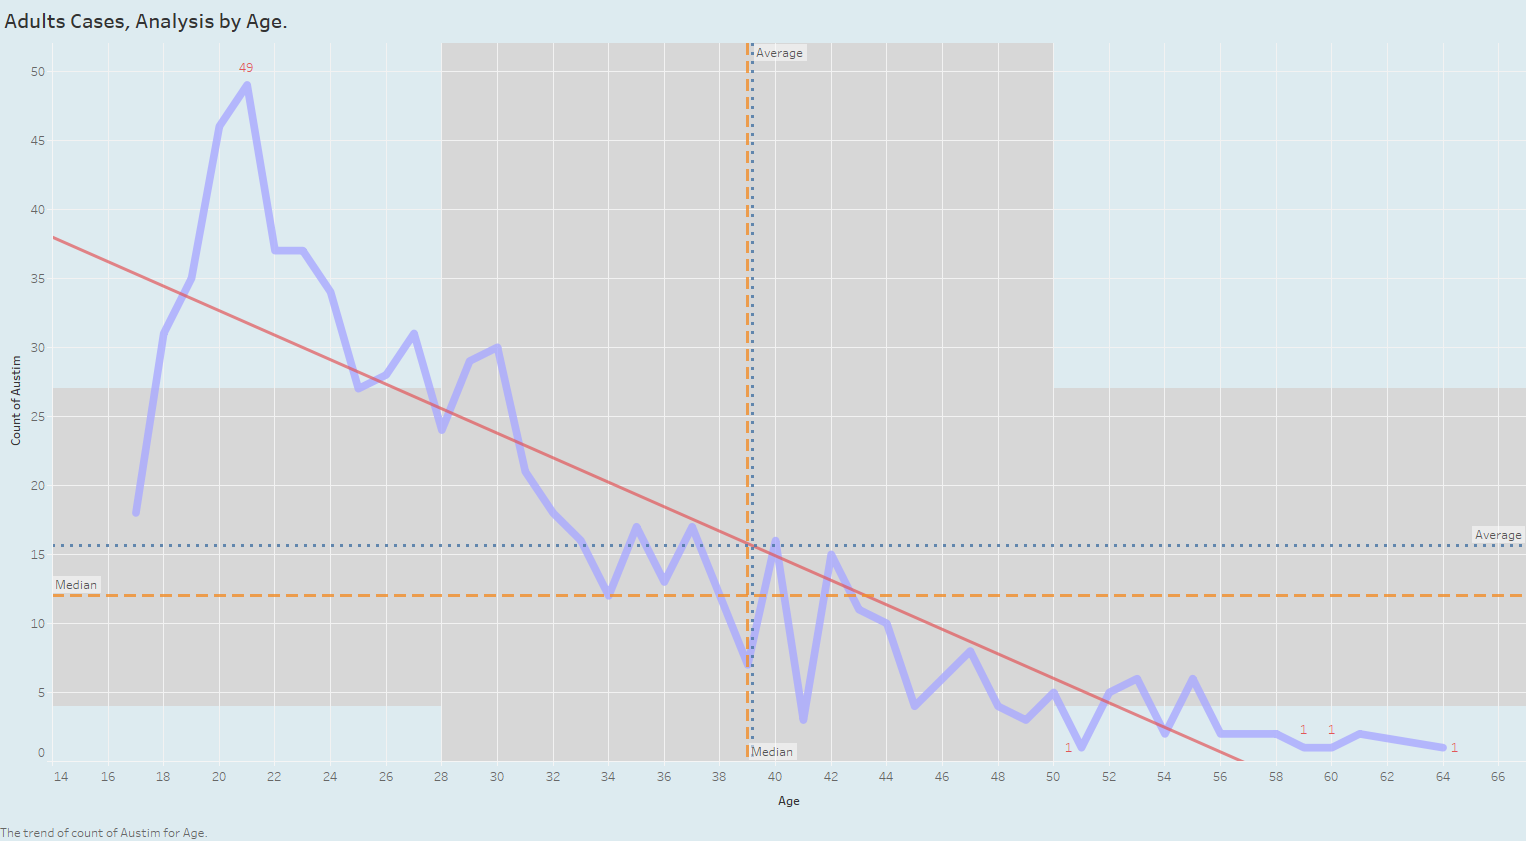 Adults Cases, Analysis by Age.
Average
49
50
45
40
35
30
25
20
15
10
5
0
Count of Austim
Average
Median
Median
1
1
1
1
14 16 18 20 22 24 26 28 30 32 34 36 38 40 42 44 46 48 50 52 54 56 58 60 62 64 66
Age
The trend of count of Austim for Age.